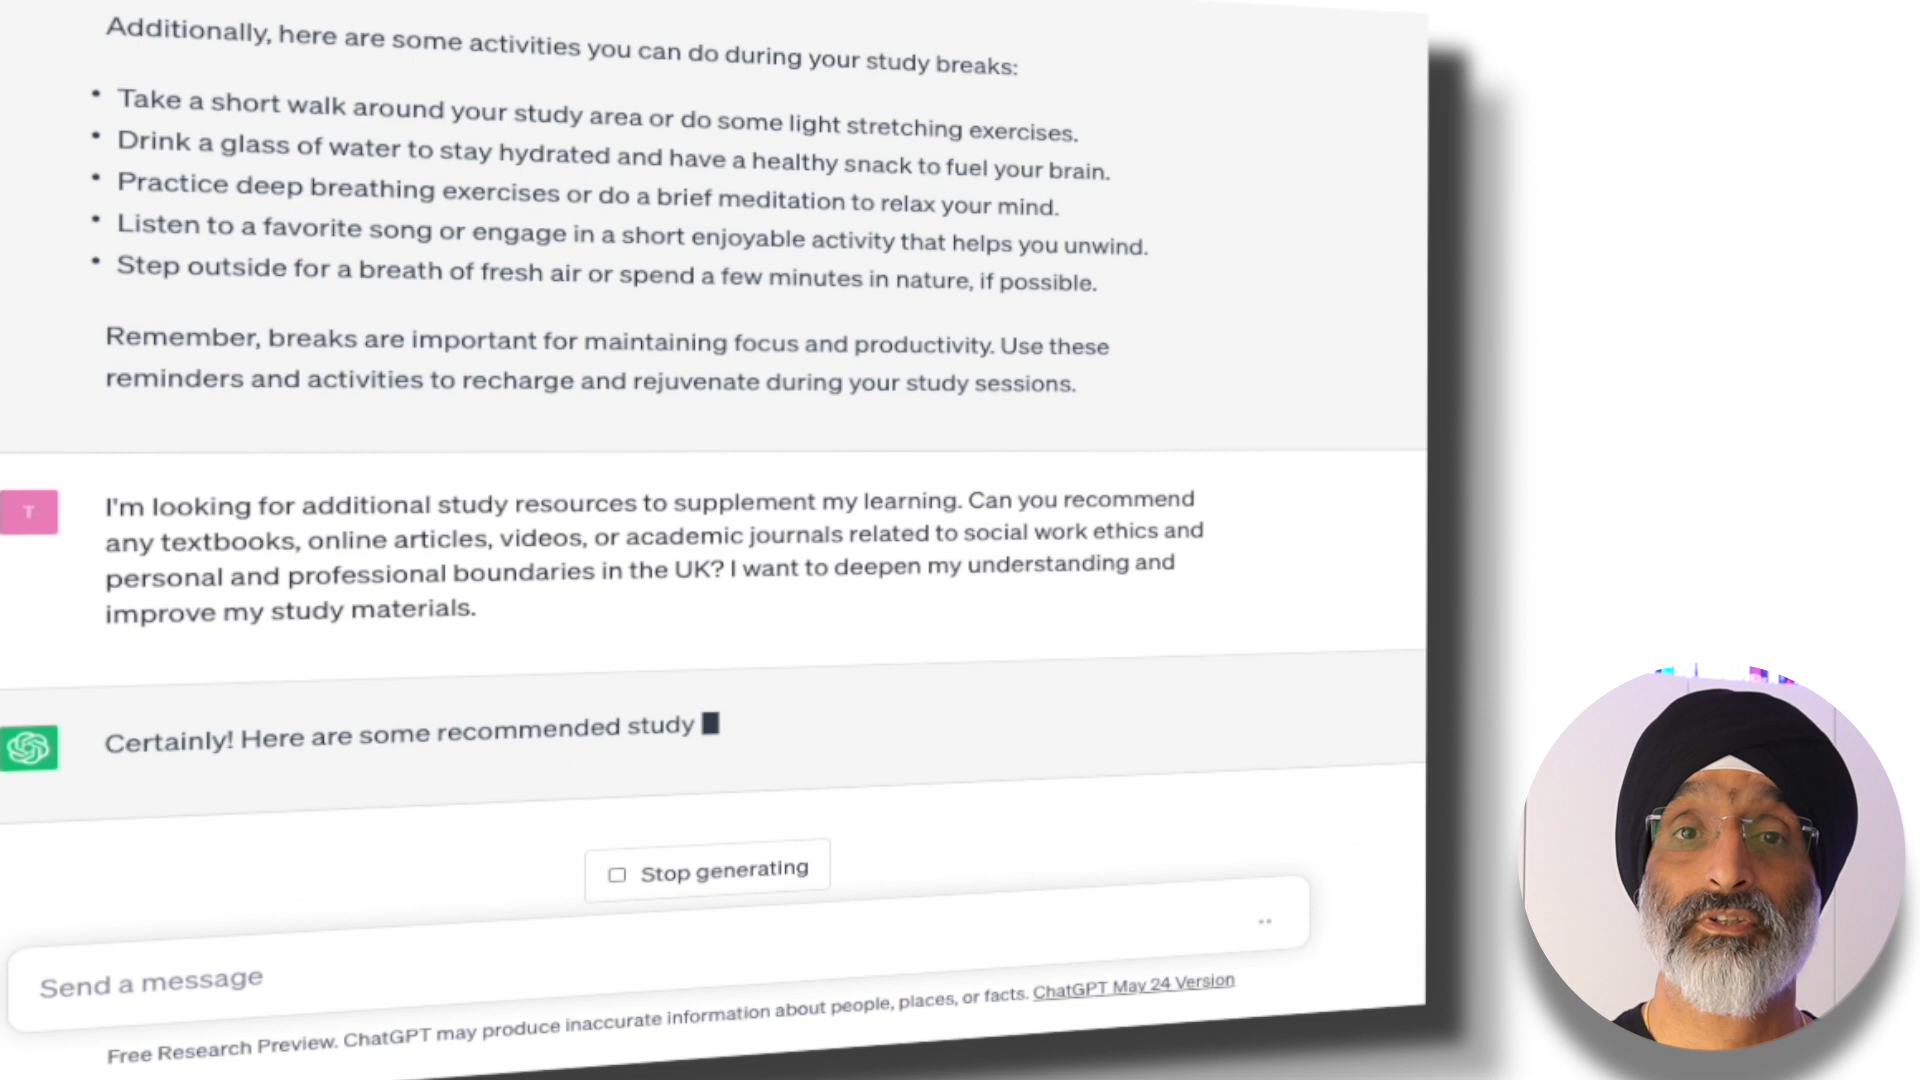 Additionally, here are some activities you can do during your study breaks:
• Take a short walk around your study area or do some light stretching exercises.
• Drink a glass of water to stay hydrated and have a healthy snack to fuel your brain.
• Practice deep breathing exercises or do a brief meditation to relax your mind.
• Listen to a favorite song or engage in a short enjoyable activity that helps you unwind.
• Step outside for a breath of fresh air or spend a few minutes in nature, if possible.
Remember, breaks are important for maintaining focus and productivity. Use these
reminders and activities to recharge and rejuvenate during your study sessions.
T
I'm looking for additional study resources to supplement my learning. Can you recommend
any textbooks, online articles, videos, or academic journals related to social work ethics and
personal and professional boundaries in the UK? I want to deepen my understanding and
improve my study materials.
Certainly! Here are some recommended study
Stop generating
Send a message
Free Research Preview. ChatGPT may produce inaccurate information about people, places, or facts. ChatGPT May 24 Version